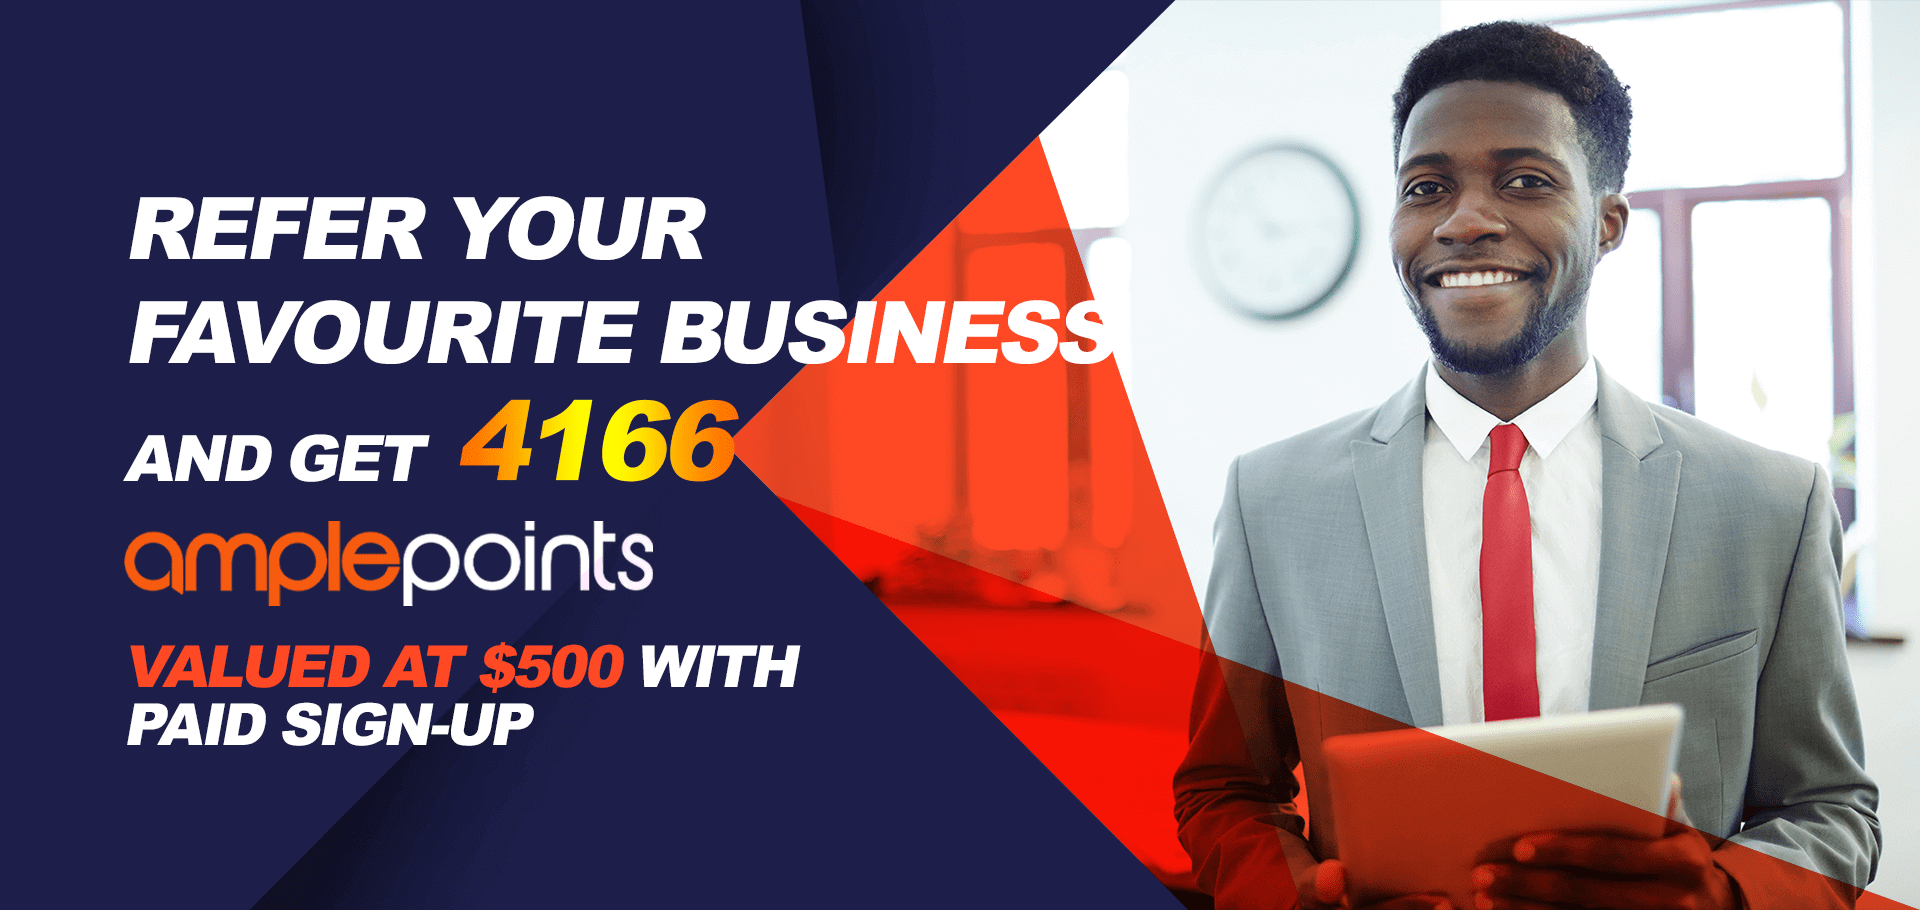 REFER YOUR
FAVOURITE BUSINESS
AND GET 4166
amplepoints
VALUED AT $500 WITH
PAID SIGN-UP